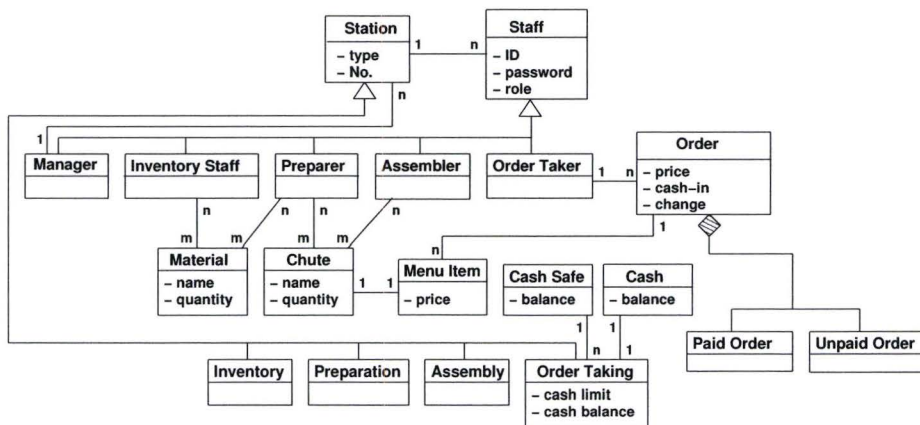 Station
– type
– No.
Staff
– ID
– password
– role
1
n
n
1
Manager
Inventory Staff
Preparer
Assembler
Order Taker
1
n
Order
– price
– cash–in
– change
1
n
n
n
n
m
m
m
m
n
Material
– name
– quantity
Chute
– name
– quantity
1
1
Menu Item
– price
Cash Safe
– balance
Cash
– balance
1
1
n
1
Paid Order
Unpaid Order
Inventory
Preparation
Assembly
Order Taking
– cash limit
– cash balance